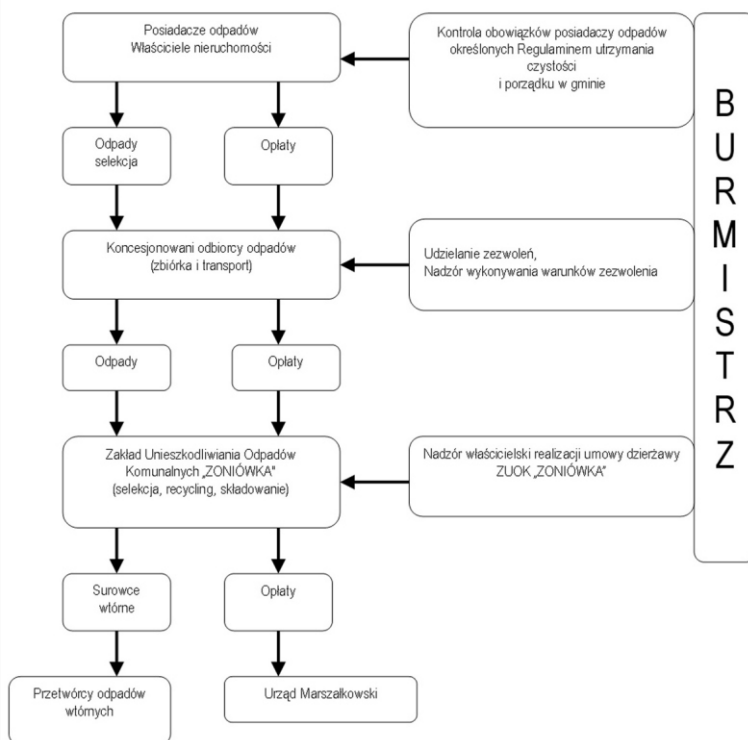 Posiadacze odpadów
Właściciele nieruchomości
Kontrola obowiązków posiadaczy odpadów
określonych Regulaminem utrzymania
czystości
i porządku w gminie
Odpady
selekcja
Opłaty
Koncesjonowani odbiorcy odpadów
(zbiórka i transport)
Udzielanie zezwoleń,
Nadzór wykonywania warunków zezwolenia
Odpady
Opłaty
Zakład Unieszkodliwiania Odpadów
Komunalnych „ZONIÓWKA"
(selekcja, recycling, składowanie)
Nadzór właścicielski realizacji umowy dzierżawy
ZUOK „ZONIÓWKA”
Surowce
wtórne
Opłaty
Przetwórcy odpadów
wtórnych
Urząd Marszałkowski
B
U
R
M
I
S
T
R
Z